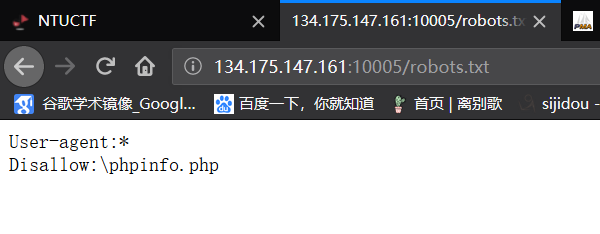 NTUCTF
134.175.147.161:10005/robots.tx
PMA
134.175.147.161:10005/robots.txt
谷歌学术镜像_Googl...
百度一下，你就知道
首页 | 离别歌
sijidou -
User-agent:*
Disallow:\phpinfo.php